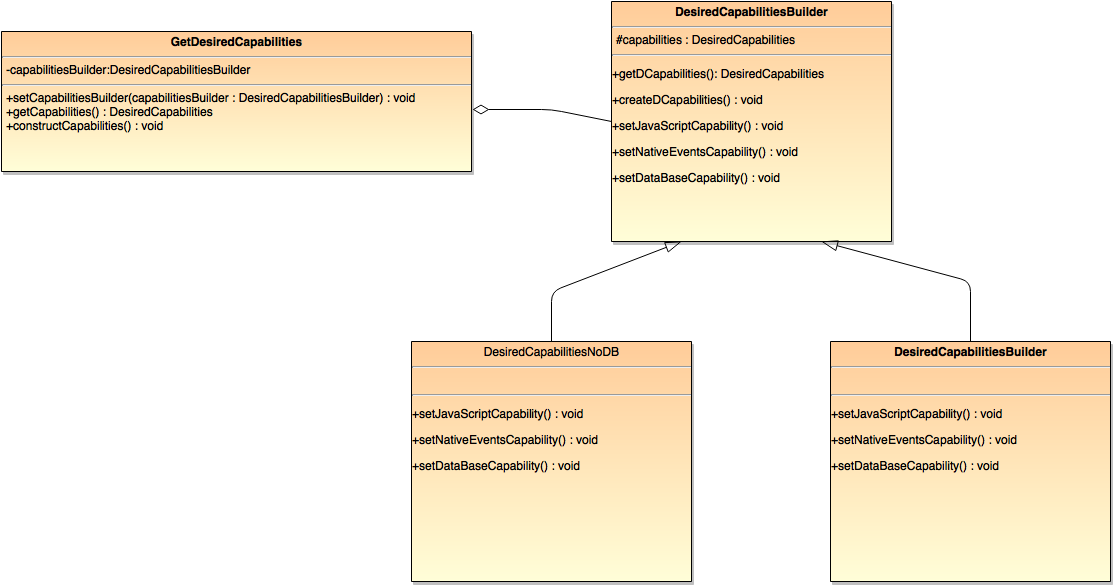 GetDesiredCapabilities
-capabilitiesBuilder:DesiredCapabilitiesBuilder
+setCapabilitiesBuilder(capabilitiesBuilder : DesiredCapabilitiesBuilder) : void
+getCapabilities() : DesiredCapabilities
+constructCapabilities() : void
DesiredCapabilitiesBuilder
#capabilities : DesiredCapabilities
+getDCapabilities(): DesiredCapabilities
+createDCapabilities() : void
+setJavaScriptCapability() : void
+setNativeEventsCapability() : void
+setDataBaseCapability() : void
DesiredCapabilitiesNoDB
+setJavaScriptCapability() : void
+setNativeEventsCapability() : void
+setDataBaseCapability() : void
DesiredCapabilitiesBuilder
+setJavaScriptCapability() : void
+setNativeEventsCapability() : void
+setDataBaseCapability() : void